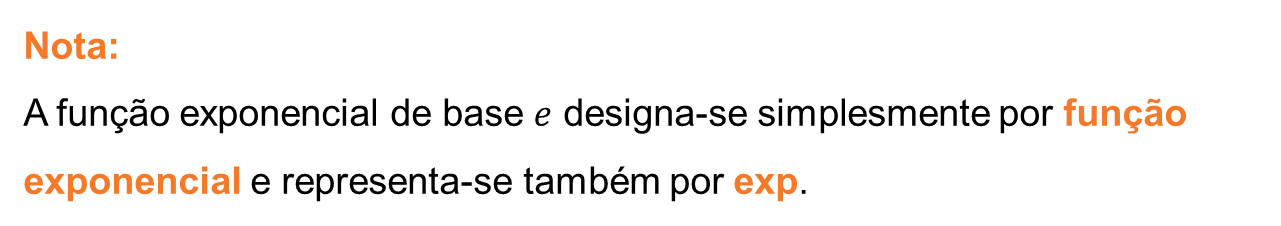 Nota:
A função exponencial de base e designa-se simplesmente por função
exponencial e representa-se também por exp.